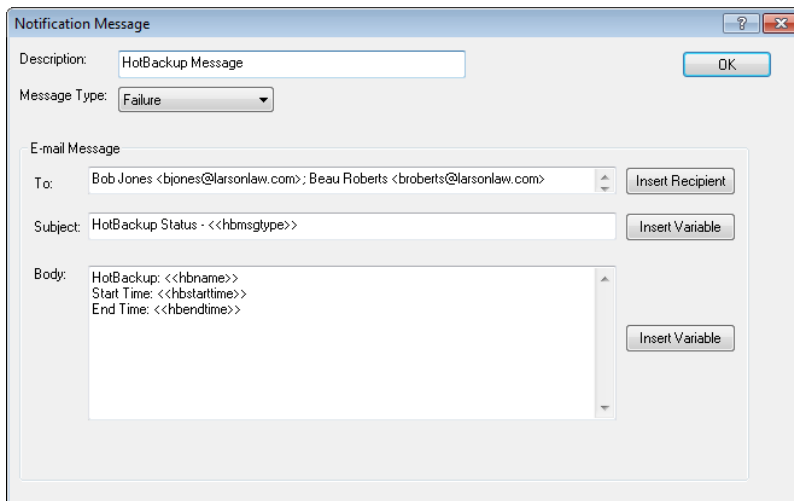 Notification Message
Description: HotBackup Message
OK
Message Type: Failure
E-mail Message
To: Bob Jones <bjones@larsonlaw.com>; Beau Roberts <broberts@larsonlaw.com> Insert Recipient
Subject: HotBackup Status - <<hbmsgtype>> Insert Variable
Body: HotBackup: <<hbname>>
Start Time: <<hbstarttime>>
End Time: <<hbendtime>>
Insert Variable